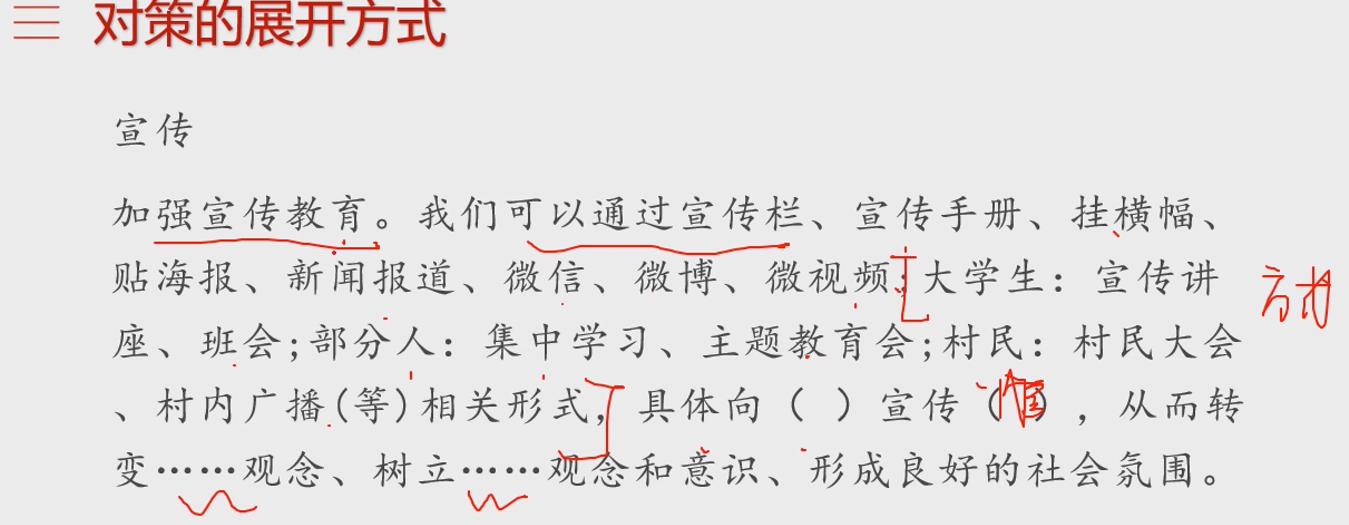 对策的展开方式
宣传
加强宣传教育。我们可以通过宣传栏、宣传手册、挂横幅、
贴海报、新闻报道、微信、微博、微视频;大学生：宣传讲
座、班会;部分人：集中学习、主题教育会;村民：村民大会
、村内广播(等)相关形式，具体向（ ）宣传（ ），从而转
变……观念、树立……观念和意识、形成良好的社会氛围。